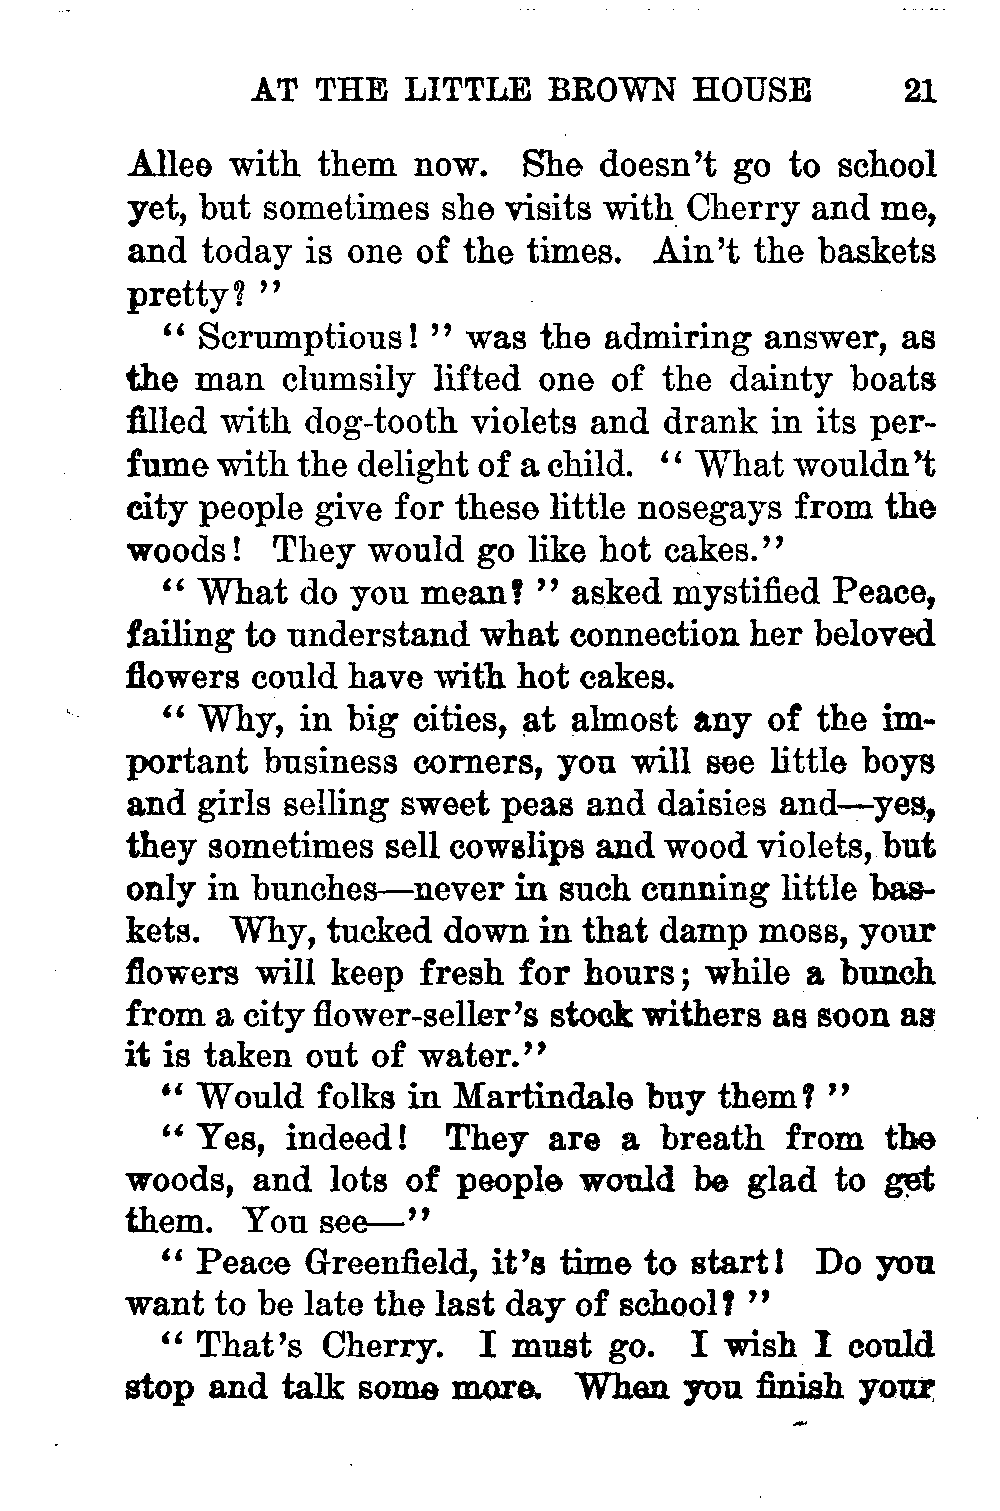 AT THE LITTLE BROWN HOUSE 21
Allee with them now. She doesn't go to school
yet, but sometimes she visits with Cherry and me,
and today is one of the times. Ain't the baskets
pretty? "
" Scrumptious! " was the admiring answer, as
the man clumsily lifted one of the dainty boats
filled with dog-tooth violets and drank in its per-
fume with the delight of a child. " What wouldn't
city people give for these little nosegays from the
woods! They would go like hot cakes."
" What do you mean? " asked mystified Peace,
failing to understand what connection her beloved
flowers could have with hot cakes.
" Why, in big cities, at almost any of the im-
portant business corners, you will see little boys
and girls selling sweet peas and daisies and—yes,
they sometimes sell cowslips and wood violets, but
only in bunches—never in such cunning little bas-
kets. Why, tucked down in that damp moss, your
flowers will keep fresh for hours; while a bunch
from a city flower-seller's stock withers as soon as
it is taken out of water."
" Would folks in Martindale buy them? "
" Yes, indeed! They are a breath from the
woods, and lots of people would be glad to get
them. You see—"
" Peace Greenfield, it's time to start! Do you
want to be late the last day of school? "
" That's Cherry. I must go. I wish I could
stop and talk some more. When you finish your